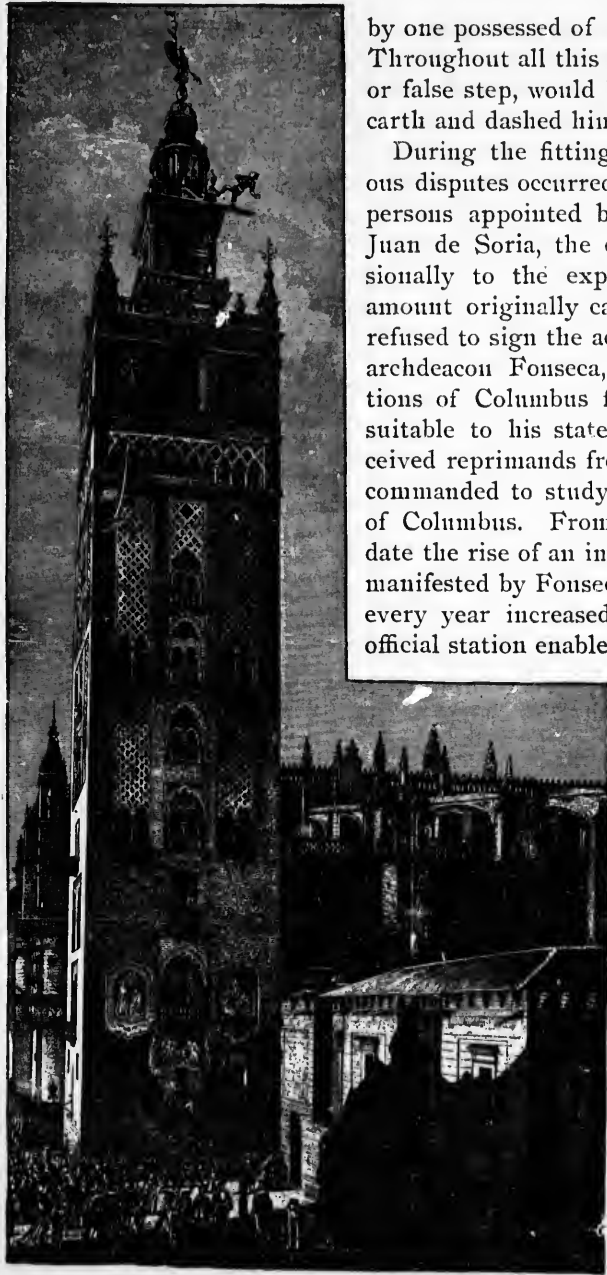 by one possessed of
Throughout all this
or false step, would
earth and dashed him
During the fitting
ous disputes occurred
persons appointed b
Juan de Soria, the c
sionally to the exp
amount originally ca
refused to sign the ac
archdeacon Fonseca,
tions of Columbus f
suitable to his state
ceived reprimands fr
commanded to study
of Columbus. From
date the rise of an in
manifested by Fonsec
every year increased
official station enable